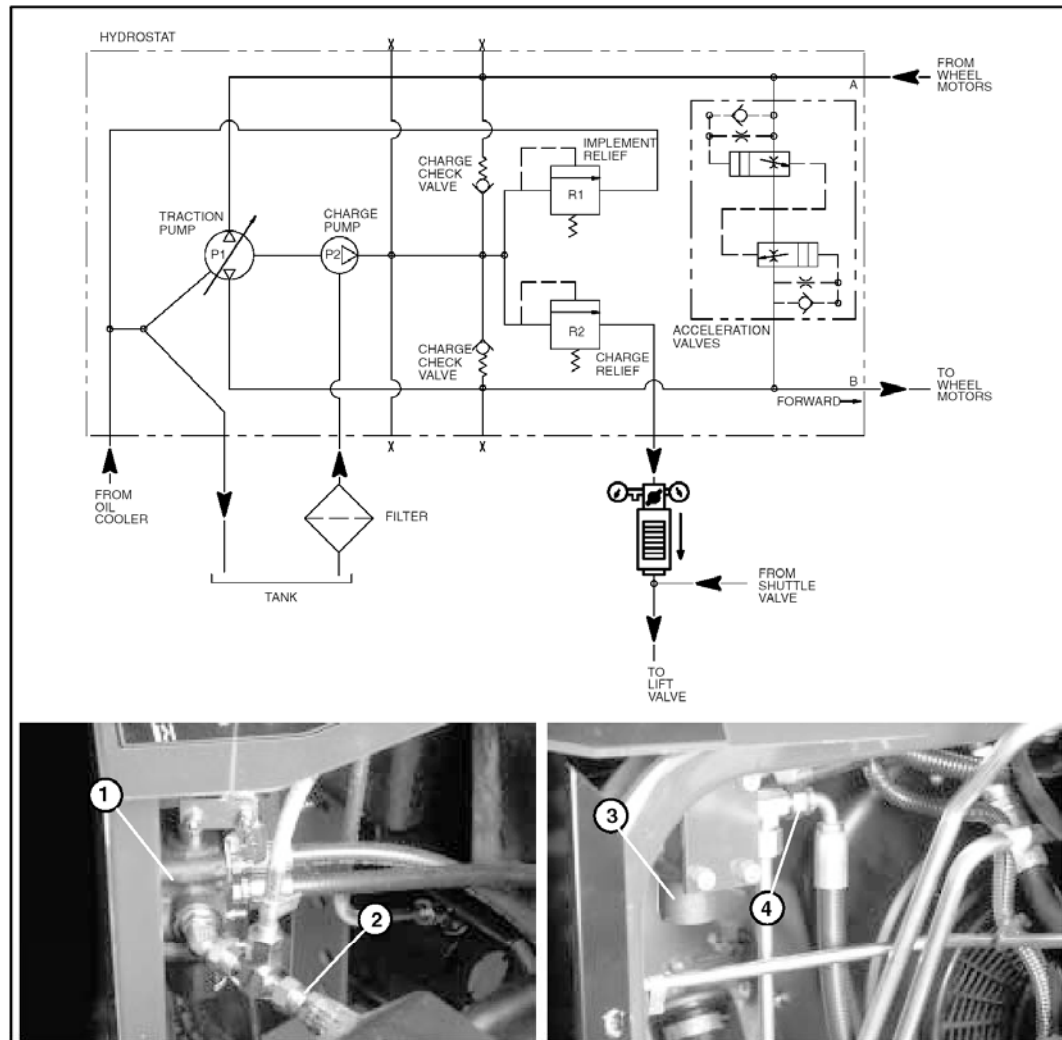 HYDROSTAT
X
X
FROM
WHEEL
MOTORS
A
IMPLEMENT
RELIEF
CHARGE
CHECK
VALVE
R1
TRACTION
PUMP
CHARGE
PUMP
P1
P2
R2
CHARGE
CHECK
VALVE
CHARGE
RELIEF
ACCELERATION
VALVES
B
TO
WHEEL
MOTORS
FORWARD
X
X
FROM
OIL
COOLER
FILTER
TANK
FROM
SHUTTLE
VALVE
TO
LIFT
VALVE
1
2
3
4